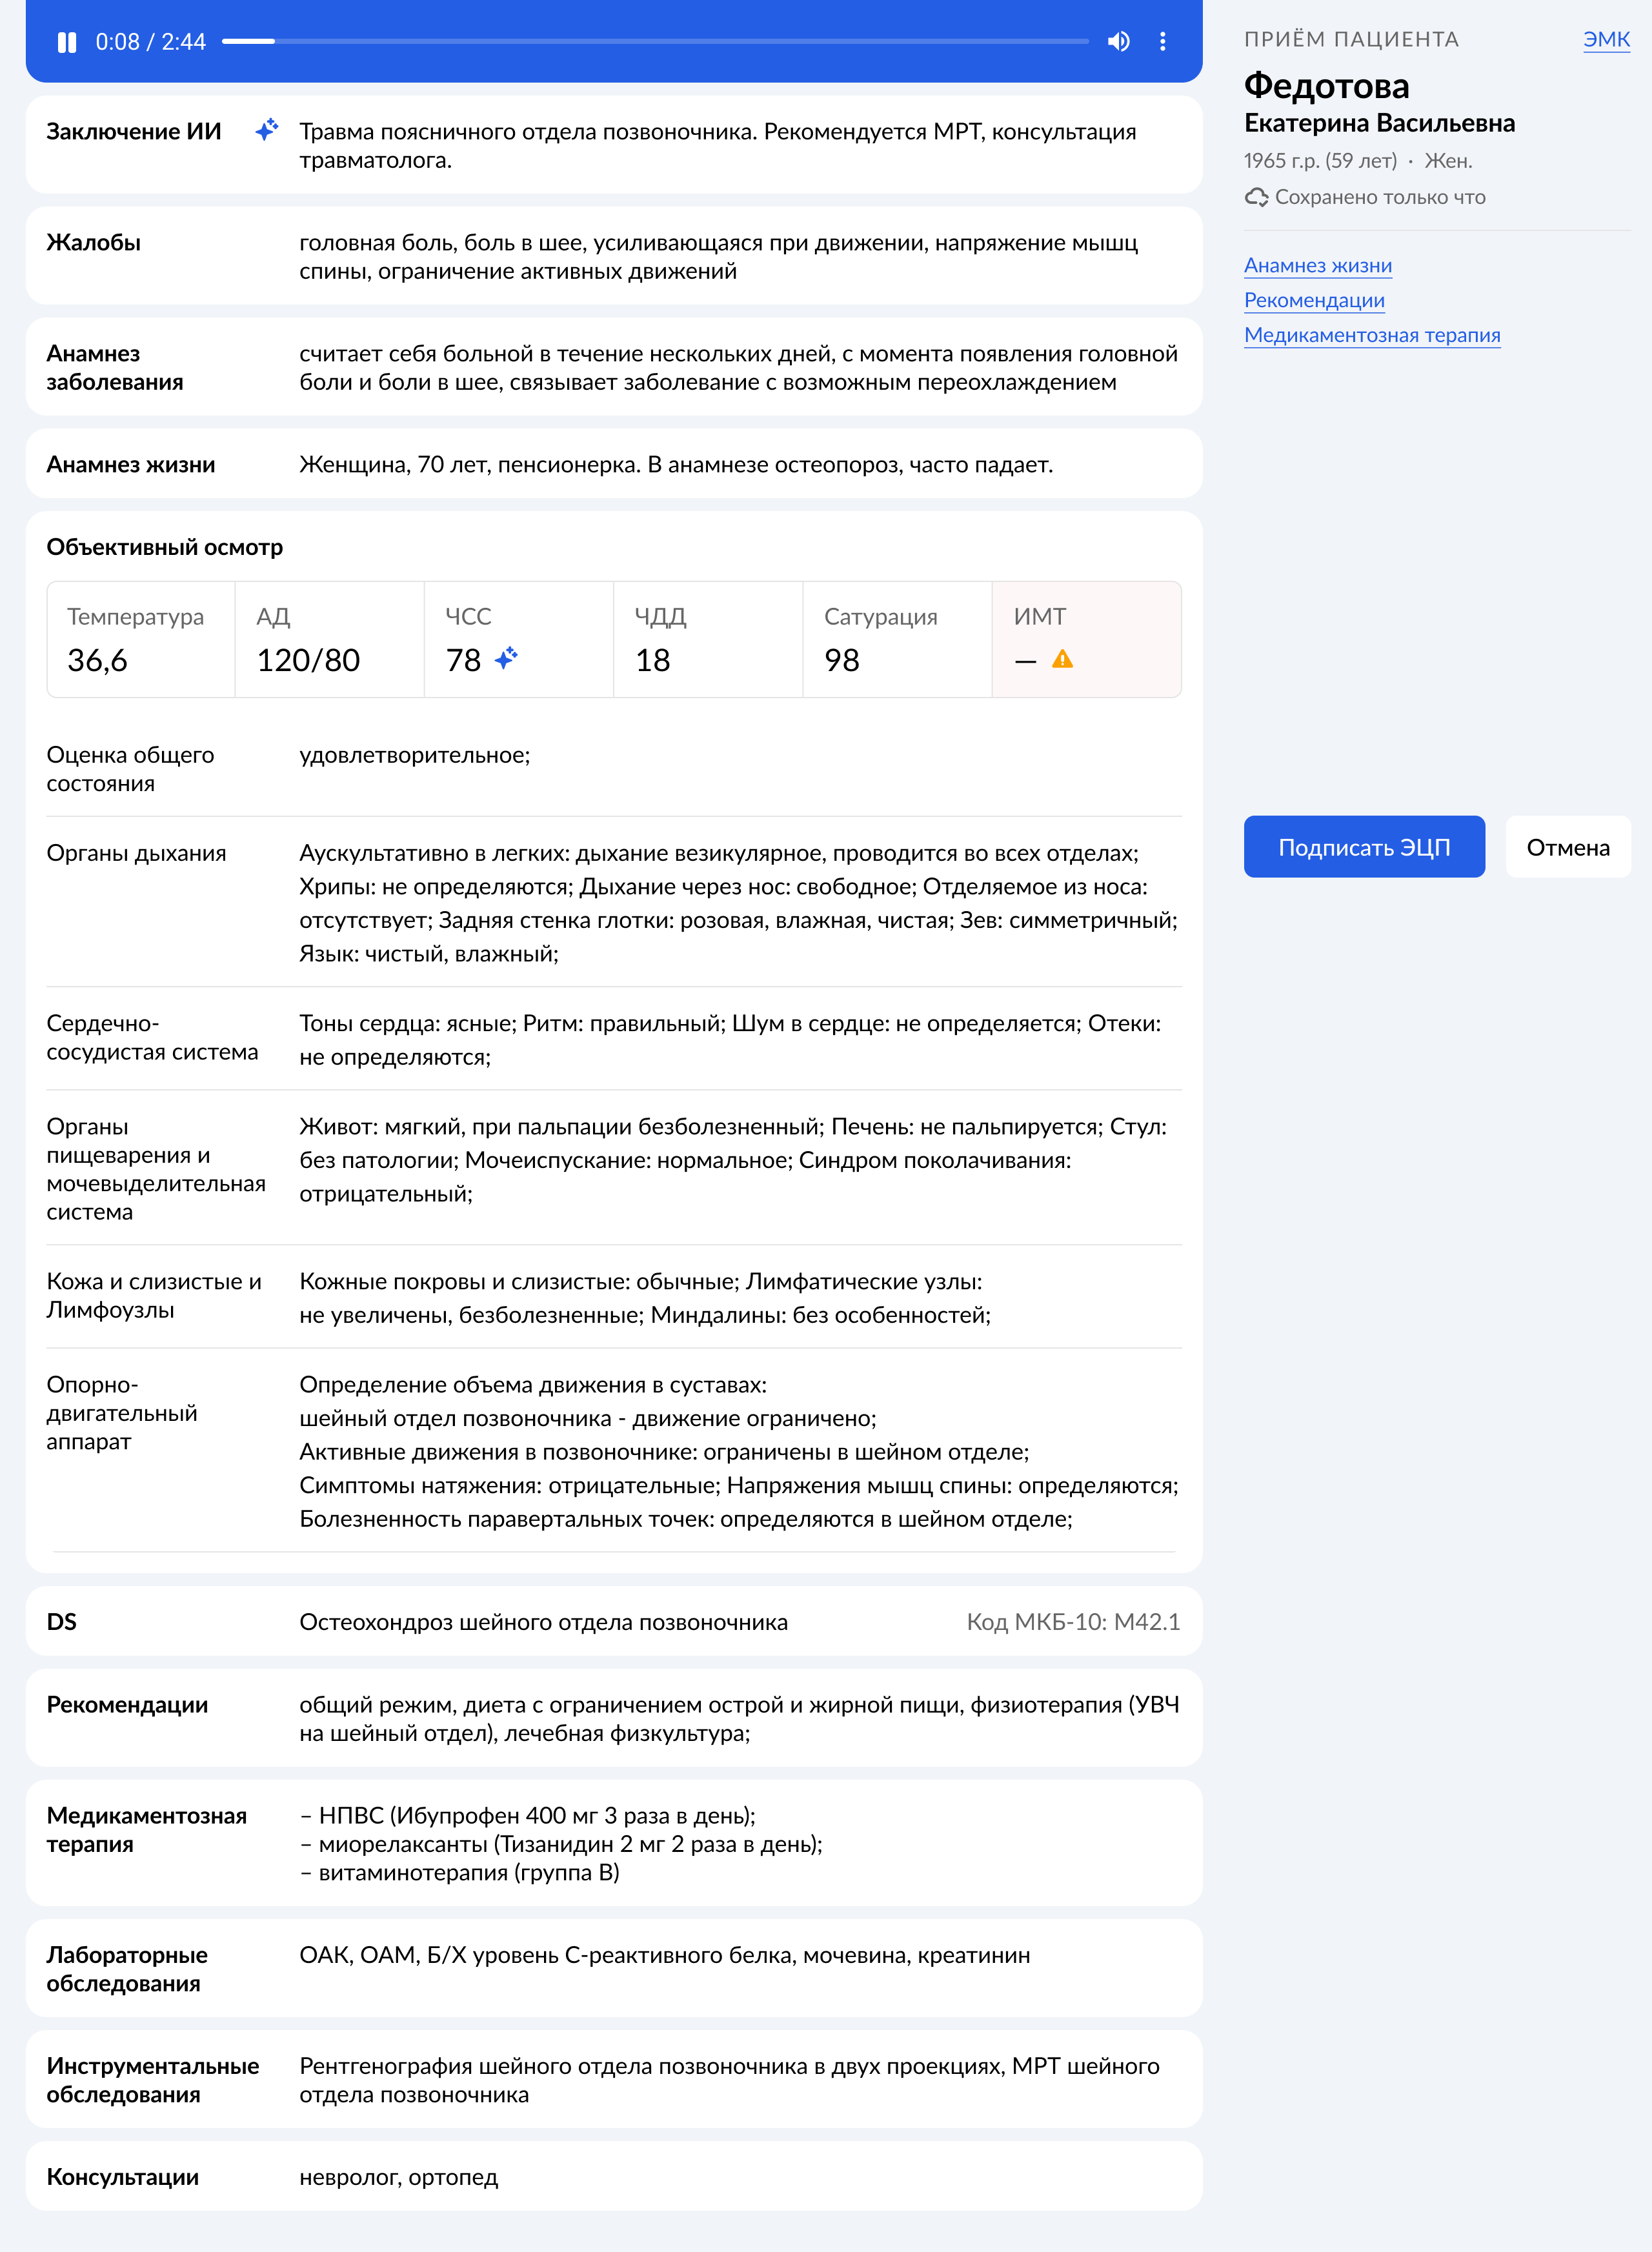 0:08 / 2:44
Заключение ИИ
Травма поясничного отдела позвоночника. Рекомендуется МРТ, консультация
травматолога.
Жалобы
головная боль, боль в шее, усиливающаяся при движении, напряжение мышц
спины, ограничение активных движений
Анамнез
заболевания
считает себя больной в течение нескольких дней, с момента появления головной
боли и боли в шее, связывает заболевание с возможным переохлаждением
Анамнез жизни
Женщина, 70 лет, пенсионерка. В анамнезе остеопороз, часто падает.
Объективный осмотр
Температура
36,6
АД
120/80
ЧСС
78
ЧДД
18
Сатурация
98
ИМТ
—
Оценка общего
состояния
удовлетворительное;
Органы дыхания
Аускультативно в легких: дыхание везикулярное, проводится во всех отделах;
Хрипы: не определяются; Дыхание через нос: свободное; Отделяемое из носа:
отсутствует; Задняя стенка глотки: розовая, влажная, чистая; Зев: симметричный;
Язык: чистый, влажный;
Сердечно-
сосудистая система
Тоны сердца: ясные; Ритм: правильный; Шум в сердце: не определяется; Отеки:
не определяются;
Органы
пищеварения и
мочевыделительная
система
Живот: мягкий, при пальпации безболезненный; Печень: не пальпируется; Стул:
без патологии; Мочеиспускание: нормальное; Синдром поколачивания:
отрицательный;
Кожа и слизистые и
Лимфоузлы
Кожные покровы и слизистые: обычные; Лимфатические узлы:
не увеличены, безболезненные; Миндалины: без особенностей;
Опорно-
двигательный
аппарат
Определение объема движения в суставах:
шейный отдел позвоночника - движение ограничено;
Активные движения в позвоночнике: ограничены в шейном отделе;
Симптомы натяжения: отрицательные; Напряжения мышц спины: определяются;
Болезненность паравертальных точек: определяются в шейном отделе;
DS
Остеохондроз шейного отдела позвоночника
Код МКБ-10: М42.1
Рекомендации
общий режим, диета с ограничением острой и жирной пищи, физиотерапия (УВЧ
на шейный отдел), лечебная физкультура;
Медикаментозная
терапия
– НПВС (Ибупрофен 400 мг 3 раза в день);
– миорелаксанты (Тизанидин 2 мг 2 раза в день);
– витаминотерапия (группа В)
Лабораторные
обследования
ОАК, ОАМ, Б/Х уровень С-реактивного белка, мочевина, креатинин
Инструментальные
обследования
Рентгенография шейного отдела позвоночника в двух проекциях, МРТ шейного
отдела позвоночника
Консультации
невролог, ортопед
ПРИЁМ ПАЦИЕНТА
ЭМК
Федотова
Екатерина Васильевна
1965 г.р. (59 лет) · Жен.
Сохранено только что
Анамнез жизни
Рекомендации
Медикаментозная терапия
Подписать ЭЦП
Отмена